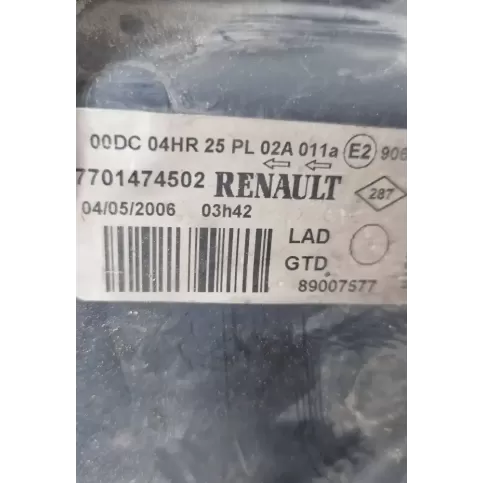 00DC 04HR 25 PL 02A 011a E2 906
7701474502 RENAULT 287
04/05/2006 03h42
LAD
GTD
89007577